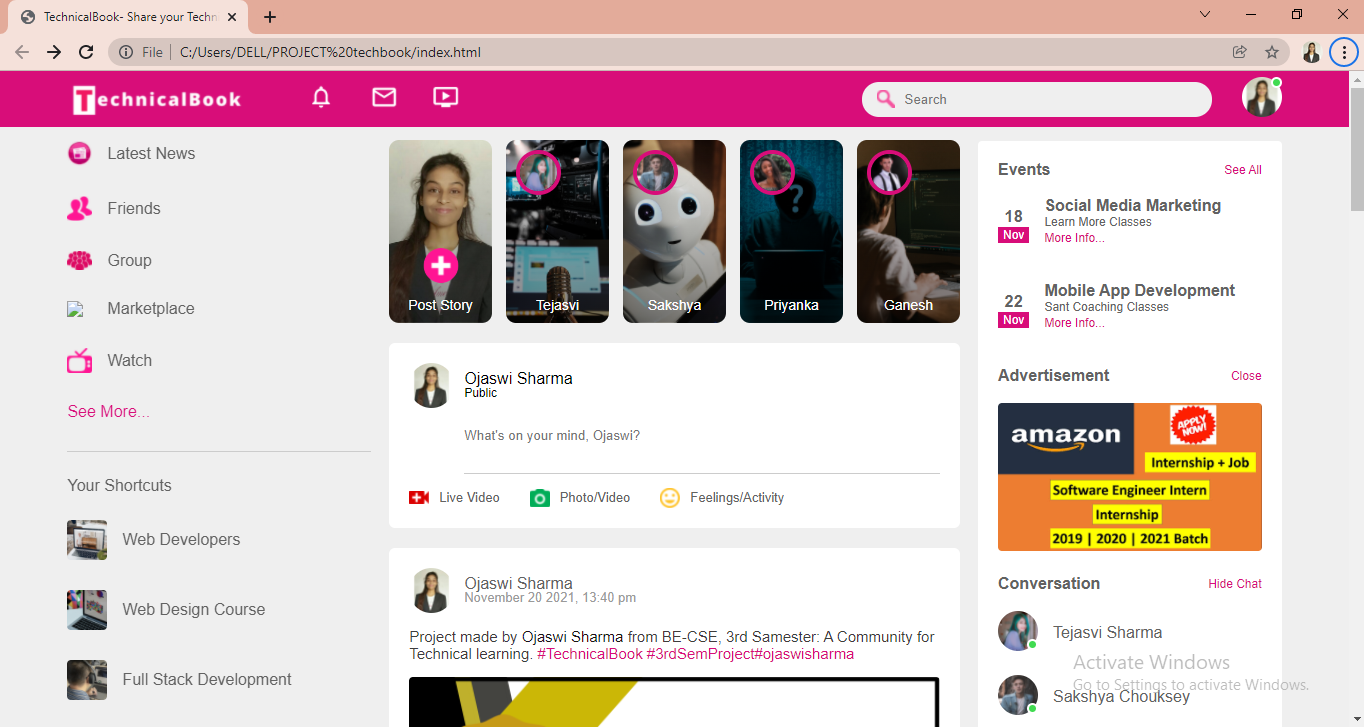 TechnicalBook- Share your Techn
File
C:/Users/DELL/PROJECT%20techbook/index.html
TechnicalBook
Search
Latest News
Friends
Group
Marketplace
Watch
See More...
Your Shortcuts
Web Developers
Web Design Course
Full Stack Development
Post Story
Tejasvi
Sakshya
?
Priyanka
Ganesh
Ojaswi Sharma
Public
What's on your mind, Ojaswi?
Live Video
Photo/Video
Feelings/Activity
Ojaswi Sharma
November 20 2021, 13:40 pm
Project made by Ojaswi Sharma from BE-CSE, 3rd Samester: A Community for
Technical learning. #TechnicalBook #3rdSemProject#ojaswisharma
Events
See All
18
Nov
Social Media Marketing
Learn More Classes
More Info...
22
Nov
Mobile App Development
Sant Coaching Classes
More Info...
Advertisement
Close
amazon
APPLY
NOW!
Internship + Job
Software Engineer Intern
Internship
2019 | 2020 | 2021 Batch
Conversation
Hide Chat
Tejasvi Sharma
Sakshya Chouksey
Activate Windows
Go to Settings to activate Windows.